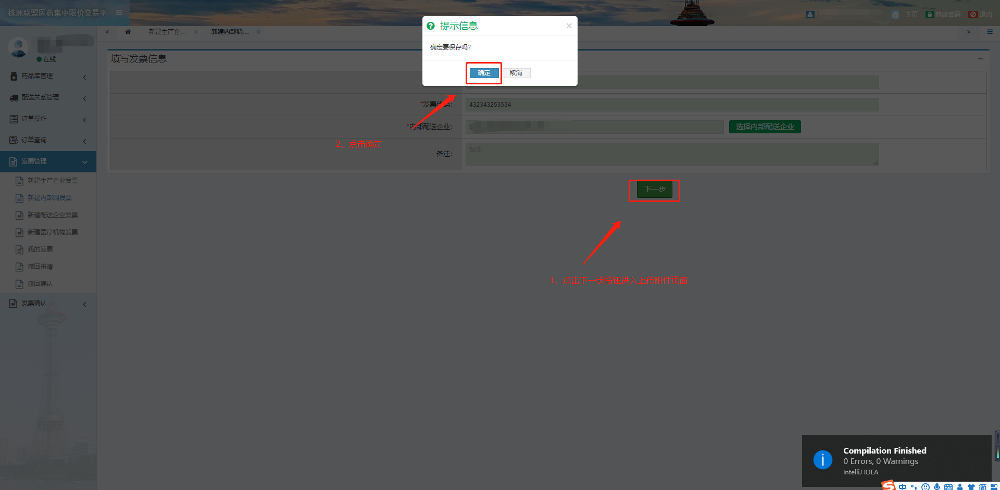 株洲联盟医药集中限价交易平
主页
修改密码
退出
新建生产企...
新建内部调...
在线
药品库管理
配送关系管理
订单操作
订单查询
发票管理
新建生产企业发票
新建内部调拨票
新建配送企业发票
新建医疗机构发票
我的发票
撤回申请
撤回确认
发票确认
提示信息
确定要保存吗?
确定
取消
填写发票信息
*发票代码:
432343253534
*内部配送企业:
选择内部配送企业
备注:
备注
下一步
2、点击确定
1、点击下一步按钮进入上传附件页面
Compilation Finished
0 Errors, 0 Warnings
IntelliJ IDEA
中
简